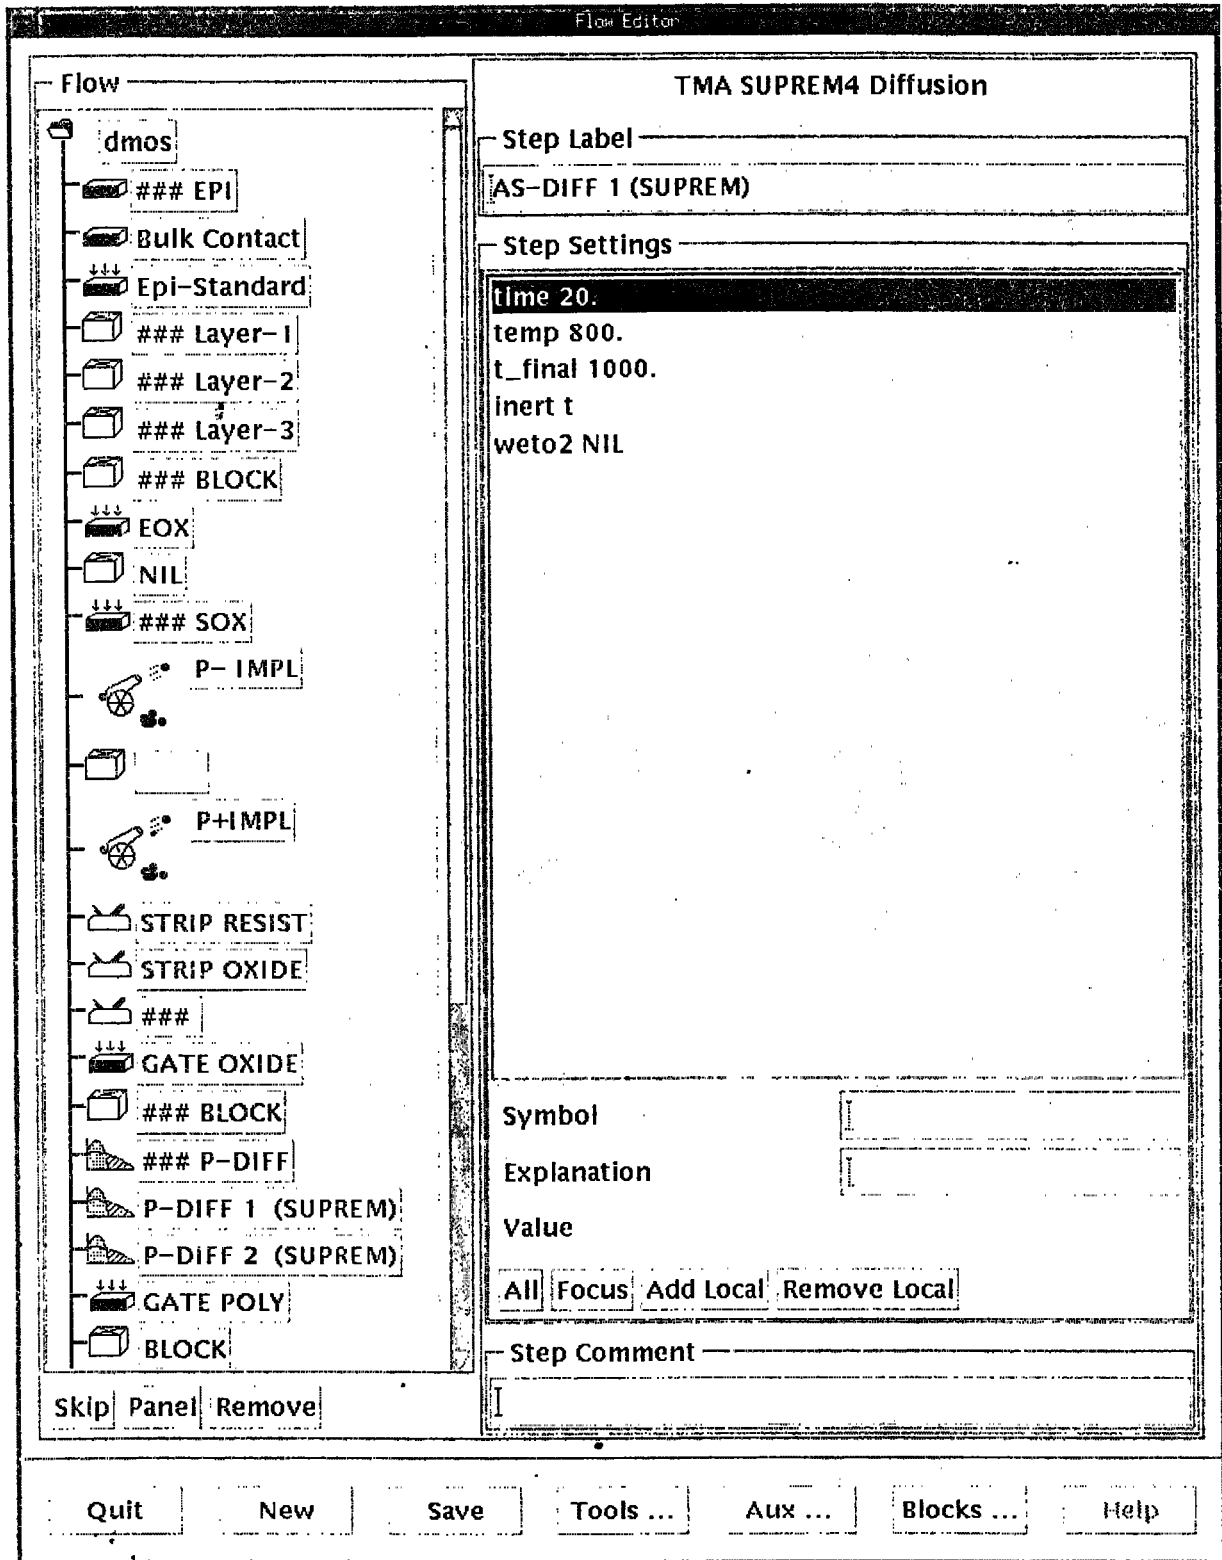 Flow Editor
Flow
dmos
### EPI
Bulk Contact
Epi-Standard
### Layer-1
### Layer-2
### Layer-3
### BLOCK
EOX
NIL
### SOX
P- IMPL
P+IMPL
STRIP RESIST
STRIP OXIDE
###
GATE OXIDE
### BLOCK
### P-DIFF
P-DIFF 1 (SUPREM)
P-DIFF 2 (SUPREM)
GATE POLY
BLOCK
Skip Panel Remove
TMA SUPREM4 Diffusion
Step Label
AS-DIFF 1 (SUPREM)
Step Settings
time 20.
temp 800.
t_final 1000.
inert t
weto2 NIL
Symbol
Explanation
Value
All Focus Add Local Remove Local
Step Comment
Quit New Save Tools ... Aux ... Blocks ... Help